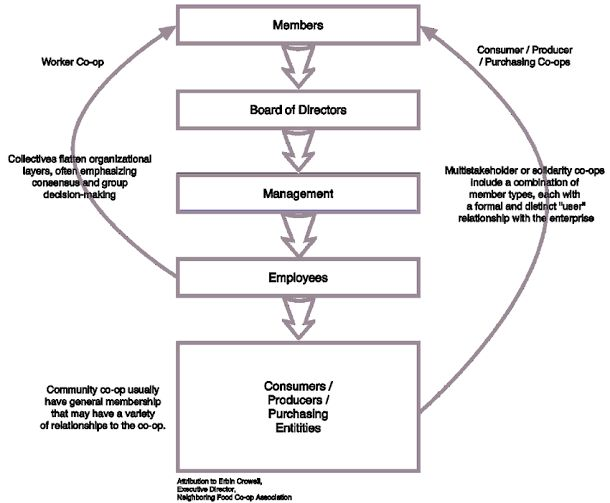 Members
Worker Co-op
Consumer / Producer
/ Purchasing Co-ops
Board of Directors
Collectives flatten organizational
layers, often emphasizing
consensus and group
decision-making
Multistakeholder or solidarity co-ops
include a combination of
member types, each with
a formal and distinct "user"
relationship with the enterprise
Management
Employees
Community co-op usually
have general membership
that may have a variety
of relationships to the co-op.
Consumers /
Producers /
Purchasing
Entitities
Attribution to Erbin Crowell,
Executive Director,
Neighboring Food Co-op Association